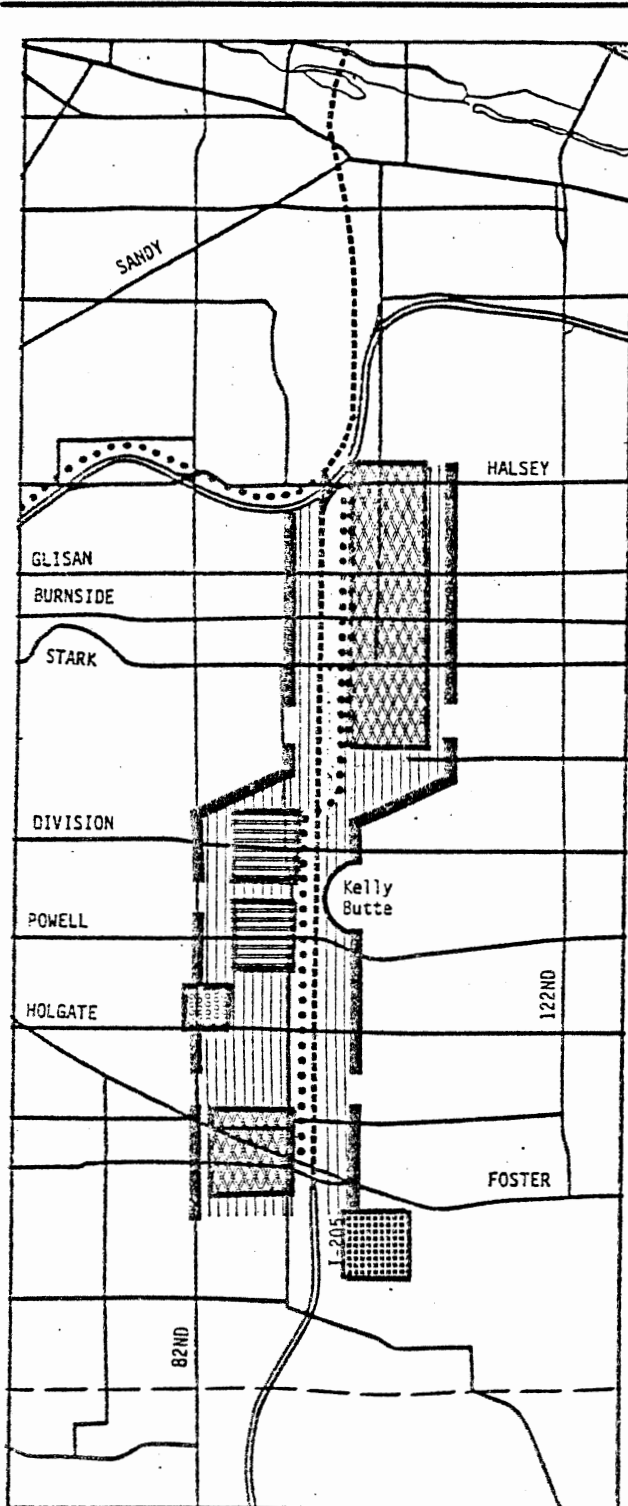 SANDY
HALSEY
GLISAN
BURNSIDE
STARK
DIVISION
Kelly
Butte
POWELL
HOLGATE
122ND
FOSTER
I-205
82ND